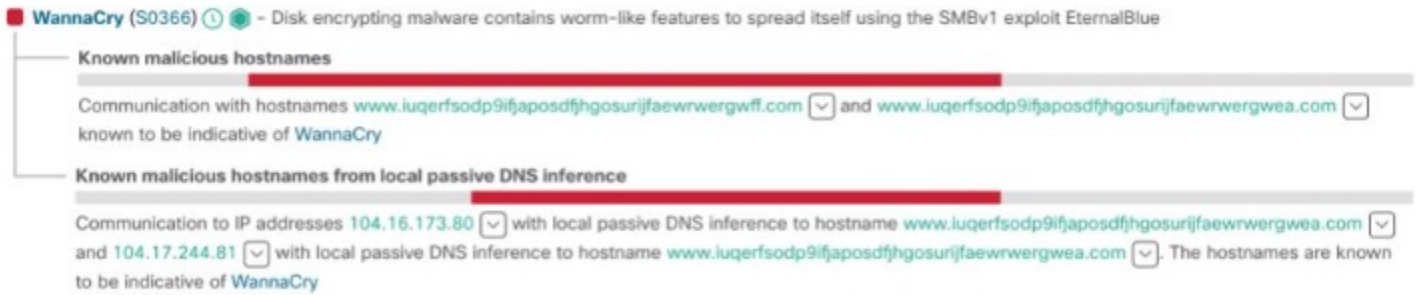 WannaCry (S0366) - Disk encrypting malware contains worm-like features to spread itself using the SMBv1 exploit EternalBlue
Known malicious hostnames
Communication with hostnames www.iuqerfsodp9ifjaposdfjhgosurijfaewrwergwff.com and www.iuqerfsodp9ifjaposdfjhgosurijfaewrwergwea.com
known to be indicative of WannaCry
Known malicious hostnames from local passive DNS inference
Communication to IP addresses 104.16.173.80 with local passive DNS inference to hostname www.iuqerfsodp9ifjaposdfjhgosurijfaewrwergwea.com
and 104.17.244.81 with local passive DNS inference to hostname www.iuqerfsodp9ifjaposdfjhgosurijfaewrwergwea.com. The hostnames are known
to be indicative of WannaCry